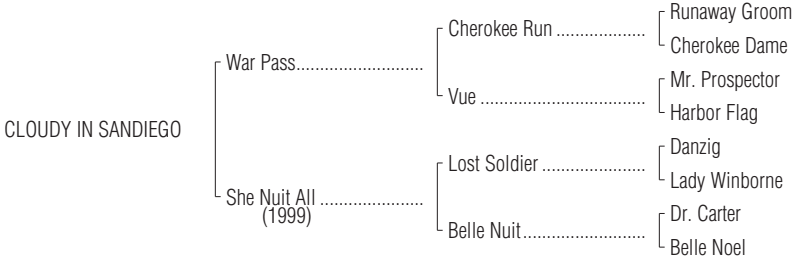 Runaway Groom
Cherokee Run ....................
Cherokee Dame
War Pass............................
Mr. Prospector
Vue .....................................
Harbor Flag
CLOUDY IN SANDIEGO
Danzig
Lost Soldier .......................
Lady Winborne
She Nuit All .......................
(1999)
Dr. Carter
Belle Nuit...........................
Belle Noel